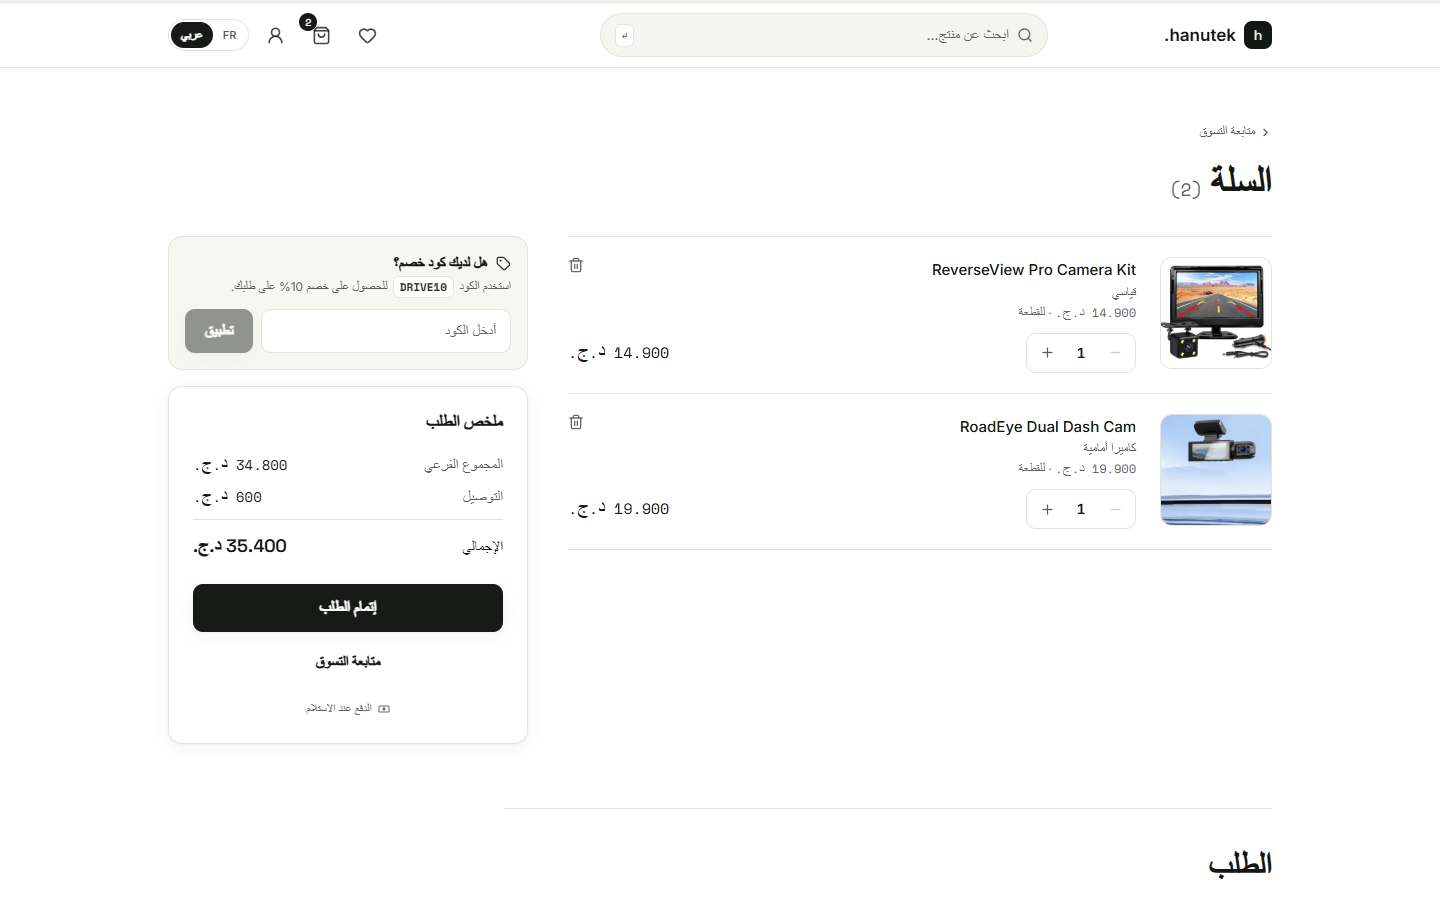 hanutek.
h
ابحث عن منتج...
2
FR
عربي
متابعة التسوق
السلة (2)
ReverseView Pro Camera Kit
قياسي
14.900 د.ج. · للقطعة
1
14.900 د.ج.
RoadEye Dual Dash Cam
كاميرا أمامية
19.900 د.ج. · للقطعة
1
19.900 د.ج.
هل لديك كود خصم؟
استخدم الكود DRIVE10 للحصول على خصم 10% على طلبك.
أدخل الكود
تطبيق
ملخص الطلب
المجموع الفرعي 34.800 د.ج.
التوصيل 600 د.ج.
الإجمالي 35.400 د.ج.
إتمام الطلب
متابعة التسوق
الدفع عند الاستلام
الطلب